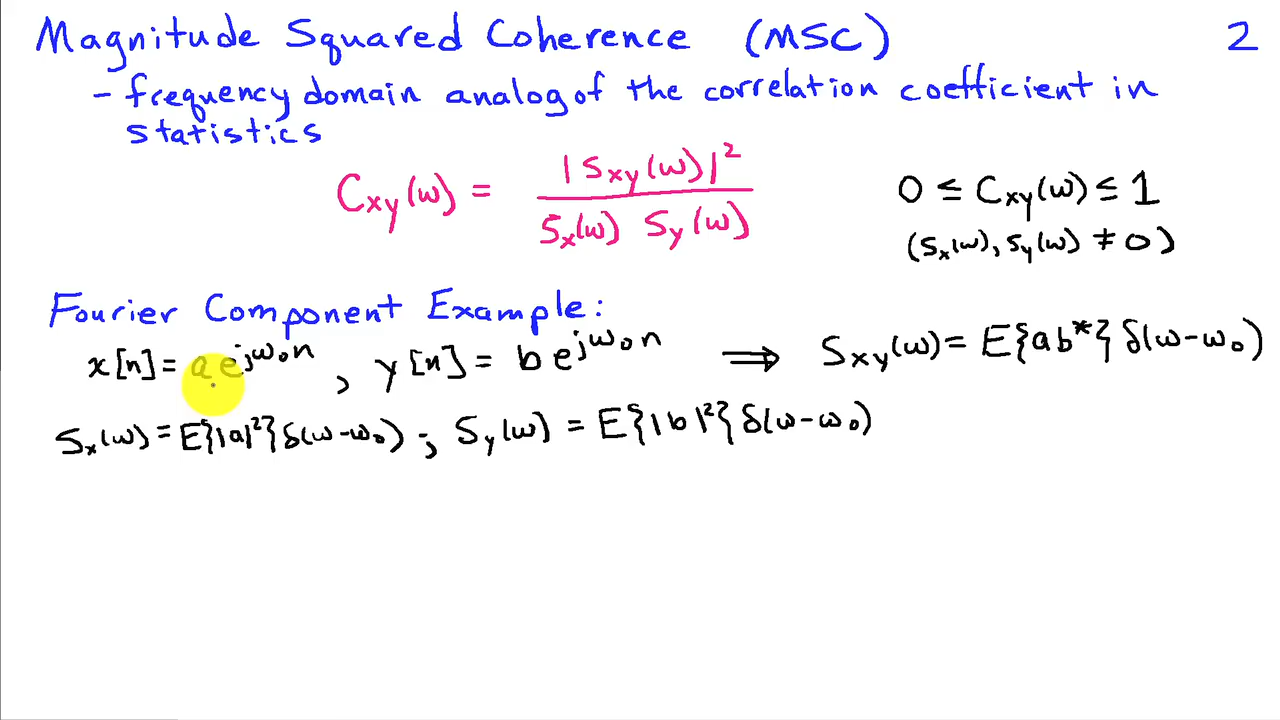 Magnitude Squared Coherence (MSC) 2
- frequency domain analog of the correlation coefficient in
statistics
Cxy(ω) = |Sxy(ω)|² / Sx(ω) Sy(ω)
0 ≤ Cxy(ω) ≤ 1
(Sx(ω), Sy(ω) ≠ 0)
Fourier Component Example:
x[n] = a e^{jω₀n}, y[n] = b e^{jω₀n} ⟹ Sxy(ω) = E{ab*} δ(ω-ω₀)
Sx(ω) = E{|a|²} δ(ω-ω₀) ; Sy(ω) = E{|b|²} δ(ω-ω₀)